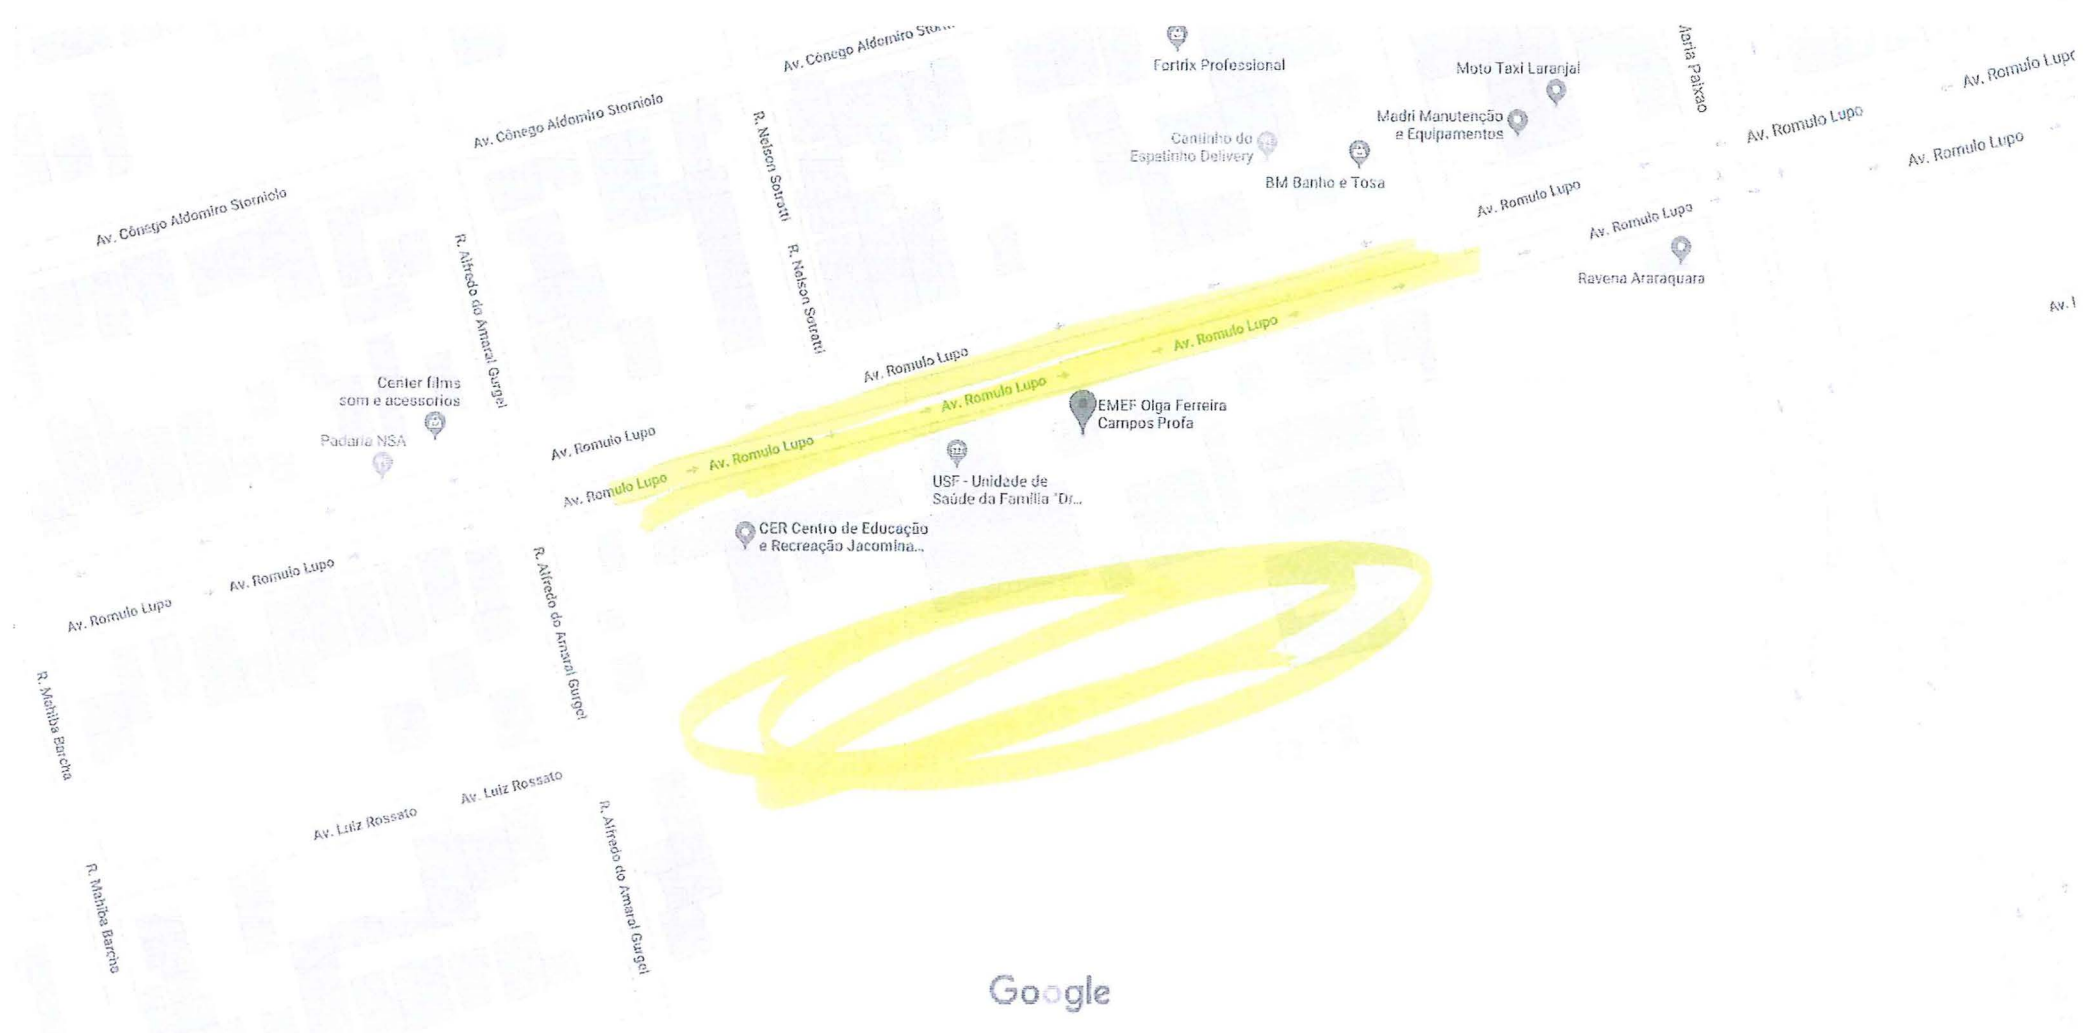 Av. Cônego Aldomiro
Fortrix Professional
Moto Taxi Laranjal
Av. Romulo Lupo
Av. Cônego Aldomiro Storniolo
R. Nelson Sotratti
Madri Manutenção
e Equipamentos
Paixão
Av. Romulo Lupo
Av. Romulo Lupo
Cantinho do
Espetinho Delivery
BM Banho e Tosa
Av. Romulo Lupo
Av. Romulo Lupo
Av. Cônego Aldomiro Storniolo
R. Alfredo do Amaral Gurgel
R. Nelson Sotratti
Ravena Araraquara
Av.
Av. Romulo Lupo
Av. Romulo Lupo
Center films
som e acessorios
Padaria NSA
Av. Romulo Lupo
EMEF Olga Ferreira
Campos Profa
Av. Romulo Lupo
Av. Romulo Lupo
Av. Romulo Lupo
USF - Unidade de
Saúde da Família "Dr...
CER Centro de Educação
e Recreação Jacomina...
Av. Romulo Lupo
Av. Romulo Lupo
R. Alfredo do Amaral Gurgel
R. Mahiba Barcha
Av. Luiz Rossato
Av. Luiz Rossato
R. Alfredo do Amaral Gurgel
R. Mahiba Barcha
Google